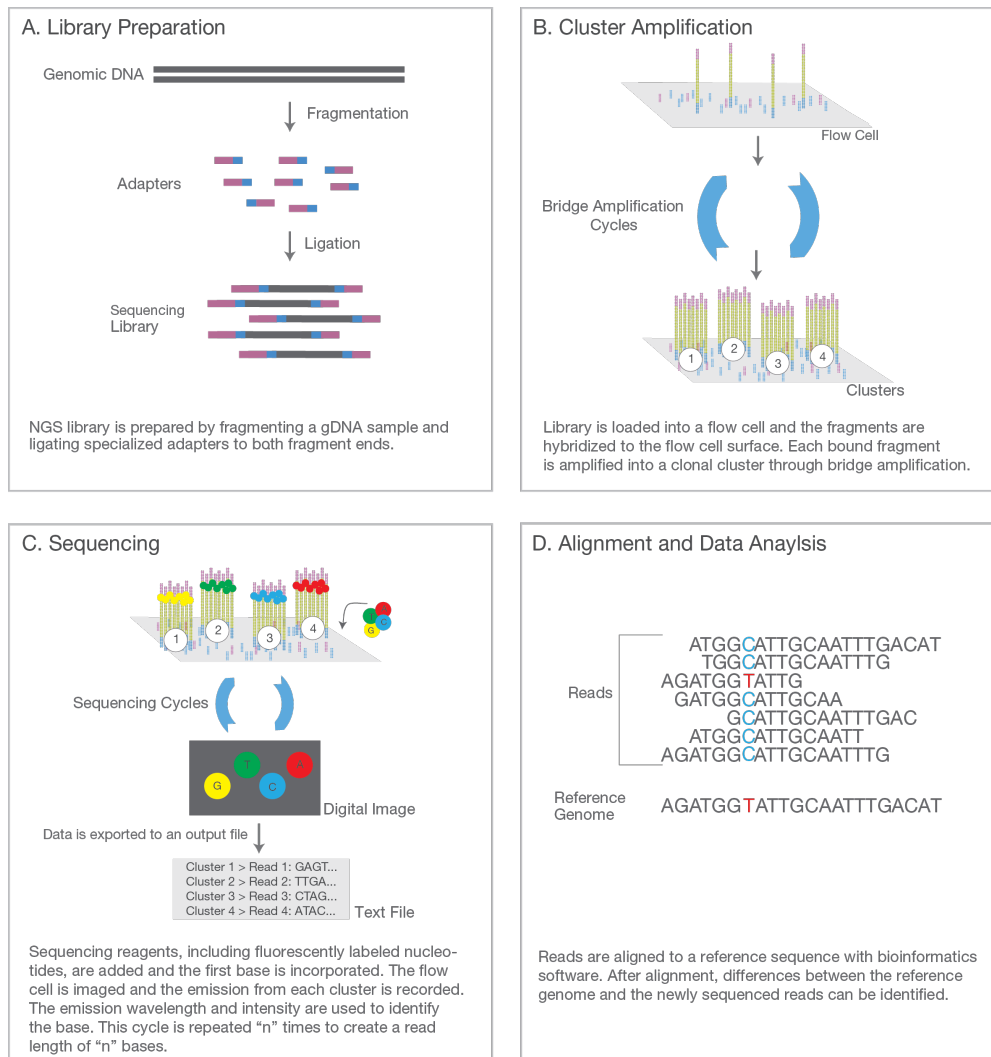 A. Library Preparation
Genomic DNA
Fragmentation
Adapters
Ligation
Sequencing
Library
NGS library is prepared by fragmenting a gDNA sample and
ligating specialized adapters to both fragment ends.
B. Cluster Amplification
Flow Cell
Bridge Amplification
Cycles
1
2
3
4
Clusters
Library is loaded into a flow cell and the fragments are
hybridized to the flow cell surface. Each bound fragment
is amplified into a clonal cluster through bridge amplification.
C. Sequencing
1
2
3
4
A
T
C
G
Sequencing Cycles
T
A
G
C
Digital Image
Data is exported to an output file
Cluster 1 > Read 1: GAGT...
Cluster 2 > Read 2: TTGA...
Cluster 3 > Read 3: CTAG...
Cluster 4 > Read 4: ATAC...
Text File
Sequencing reagents, including fluorescently labeled nucleo-
tides, are added and the first base is incorporated. The flow
cell is imaged and the emission from each cluster is recorded.
The emission wavelength and intensity are used to identify
the base. This cycle is repeated “n” times to create a read
length of “n” bases.
D. Alignment and Data Anaylsis
Reads
ATGGCATTGCAATTTGACAT
TGGCATTGCAATTTG
AGATGGTATTG
GATGGCATTGCAA
GCATTGCAATTTGAC
ATGGCATTGCAATT
AGATGGCATTGCAATTTG
Reference
Genome
AGATGGTATTGCAATTTGACAT
Reads are aligned to a reference sequence with bioinformatics
software. After alignment, differences between the reference
genome and the newly sequenced reads can be identified.